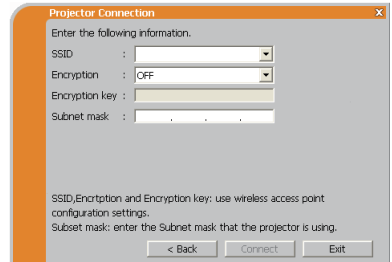 Projector Connection X
Enter the following information.
SSID :
Encryption : OFF
Encryption key :
Subnet mask : . . .
SSID,Encrtption and Encryption key: use wireless access point
configuration settings.
Subset mask: enter the Subnet mask that the projector is using.
< Back Connect Exit